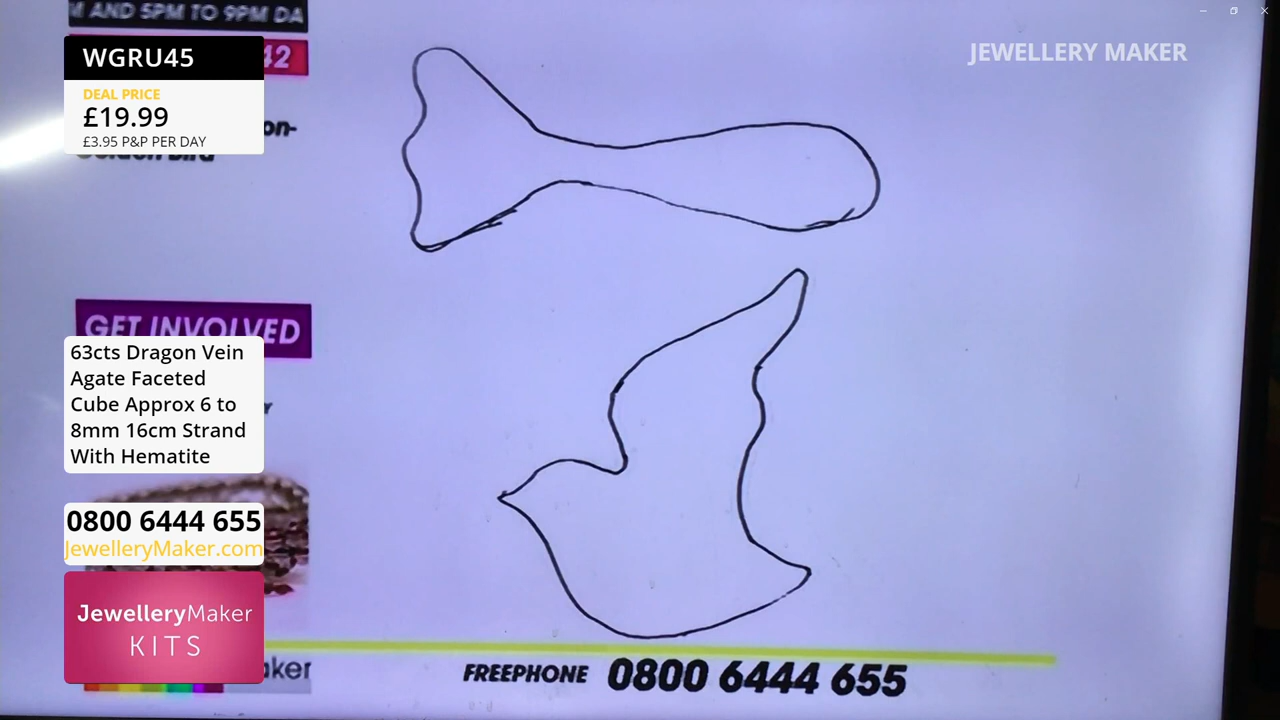 M AND 5PM TO 9PM DA
WGRU45
42
DEAL PRICE
£19.99
£3.95 P&P PER DAY
on-
Golden Bird
JEWELLERY MAKER
GET INVOLVED
63cts Dragon Vein
Agate Faceted
Cube Approx 6 to
8mm 16cm Strand
With Hematite
0800 6444 655
JewelleryMaker.com
JewelleryMaker
KITS
aker
FREEPHONE 0800 6444 655